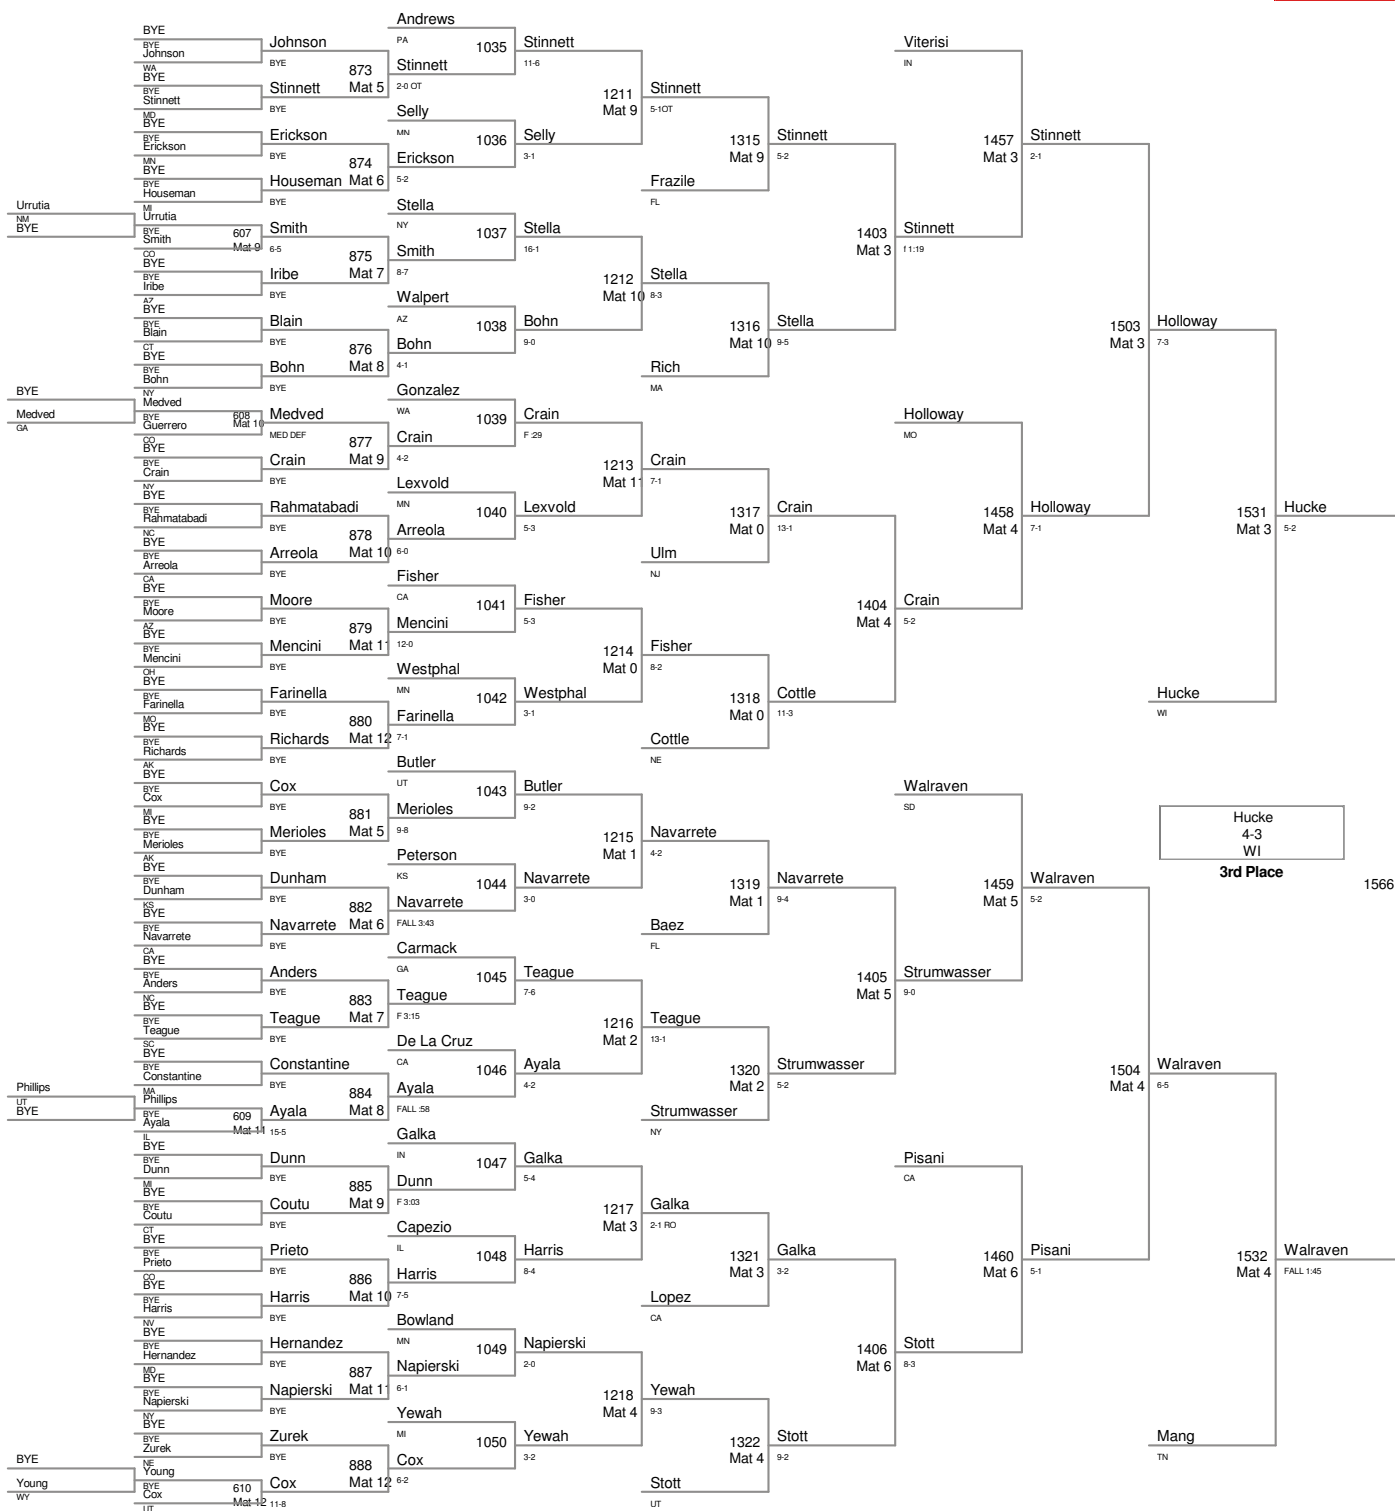 Urrutia
NM
BYE
BYE
Medved
GA
Phillips
UT
BYE
BYE
Young
WY
BYE
BYE
Johnson
WA
BYE
BYE
Stinnett
MD
BYE
BYE
Erickson
MN
BYE
BYE
Houseman
MI
Urrutia
BYE
Smith
CO
BYE
BYE
Iribe
AZ
BYE
BYE
Blain
CT
BYE
BYE
Bohn
NY
Medved
BYE
Guerrero
CO
BYE
BYE
Crain
NY
BYE
BYE
Rahmatabadi
NC
BYE
BYE
Arreola
CA
BYE
BYE
Moore
AZ
BYE
BYE
Mencini
OH
BYE
BYE
Farinella
MO
BYE
BYE
Richards
AK
BYE
BYE
Cox
MI
BYE
BYE
Merioles
AK
BYE
BYE
Dunham
KS
BYE
BYE
Navarrete
CA
BYE
BYE
Anders
NC
BYE
BYE
Teague
SC
BYE
BYE
Constantine
MA
Phillips
BYE
Ayala
IL
BYE
BYE
Dunn
MI
BYE
BYE
Coutu
CT
BYE
BYE
Prieto
CO
BYE
BYE
Harris
NV
BYE
BYE
Hernandez
MD
BYE
BYE
Napierski
NY
BYE
BYE
Zurek
NE
Young
BYE
Cox
UT
607
Mat 9
608
Mat 10
609
Mat 11
610
Mat 12
Johnson
BYE
873
Mat 5
Stinnett
BYE
Erickson
BYE
874
Mat 6
Houseman
BYE
Smith
6-5
875
Mat 7
Iribe
BYE
Blain
BYE
876
Mat 8
Bohn
BYE
Medved
MED DEF
877
Mat 9
Crain
BYE
Rahmatabadi
BYE
878
Mat 10
Arreola
BYE
Moore
BYE
879
Mat 11
Mencini
BYE
Farinella
BYE
880
Mat 12
Richards
BYE
Cox
BYE
881
Mat 5
Merioles
BYE
Dunham
BYE
882
Mat 6
Navarrete
BYE
Anders
BYE
883
Mat 7
Teague
BYE
Constantine
BYE
884
Mat 8
Ayala
15-5
Dunn
BYE
885
Mat 9
Coutu
BYE
Prieto
BYE
886
Mat 10
Harris
BYE
Hernandez
BYE
887
Mat 11
Napierski
BYE
Zurek
BYE
888
Mat 12
Cox
11-8
Andrews
PA
1035
Stinnett
2-0 OT
Selly
MN
1036
Erickson
5-2
Stella
NY
1037
Smith
8-7
Walpert
AZ
1038
Bohn
4-1
Gonzalez
WA
1039
Crain
4-2
Lexvold
MN
1040
Arreola
6-0
Fisher
CA
1041
Mencini
12-0
Westphal
MN
1042
Farinella
7-1
Butler
UT
1043
Merioles
9-8
Peterson
KS
1044
Navarrete
FALL 3:43
Carmack
GA
1045
Teague
F 3:15
De La Cruz
CA
1046
Ayala
FALL :58
Galka
IN
1047
Dunn
F 3:03
Capezio
IL
1048
Harris
7-5
Bowland
MN
1049
Napierski
6-1
Yewah
MI
1050
Cox
6-2
Stinnett
11-6
1211
Mat 9
Selly
3-1
Stella
16-1
1212
Mat 10
Bohn
9-0
Crain
F :29
1213
Mat 11
Lexvold
5-3
Fisher
5-3
1214
Mat 0
Westphal
3-1
Butler
9-2
1215
Mat 1
Navarrete
3-0
Teague
7-6
1216
Mat 2
Ayala
4-2
Galka
5-4
1217
Mat 3
Harris
8-4
Napierski
2-0
1218
Mat 4
Yewah
3-2
Stinnett
5-1OT
1315
Mat 9
Frazile
FL
Stella
8-3
1316
Mat 10
Rich
MA
Crain
7-1
1317
Mat 0
Ulm
NJ
Fisher
8-2
1318
Mat 0
Cottle
NE
Navarrete
4-2
1319
Mat 1
Baez
FL
Teague
13-1
1320
Mat 2
Strumwasser
NY
Galka
2-1 RO
1321
Mat 3
Lopez
CA
Yewah
9-3
1322
Mat 4
Stott
UT
Stinnett
5-2
1403
Mat 3
Stella
9-5
Crain
13-1
1404
Mat 4
Cottle
11-3
Navarrete
9-4
1405
Mat 5
Strumwasser
5-2
Galka
3-2
1406
Mat 6
Stott
9-2
Viterisi
IN
1457
Mat 3
Stinnett
f 1:19
Holloway
MO
1458
Mat 4
Crain
5-2
Walraven
SD
1459
Mat 5
Strumwasser
9-0
Pisani
CA
1460
Mat 6
Stott
8-3
Stinnett
2-1
1503
Mat 3
Holloway
7-1
Walraven
5-2
1504
Mat 4
Pisani
5-1
Holloway
7-3
1531
Mat 3
Hucke
WI
Hucke
4-3
WI
3rd Place
Walraven
6-5
1532
Mat 4
Mang
TN
Hucke
5-2
1566
Walraven
FALL 1:45